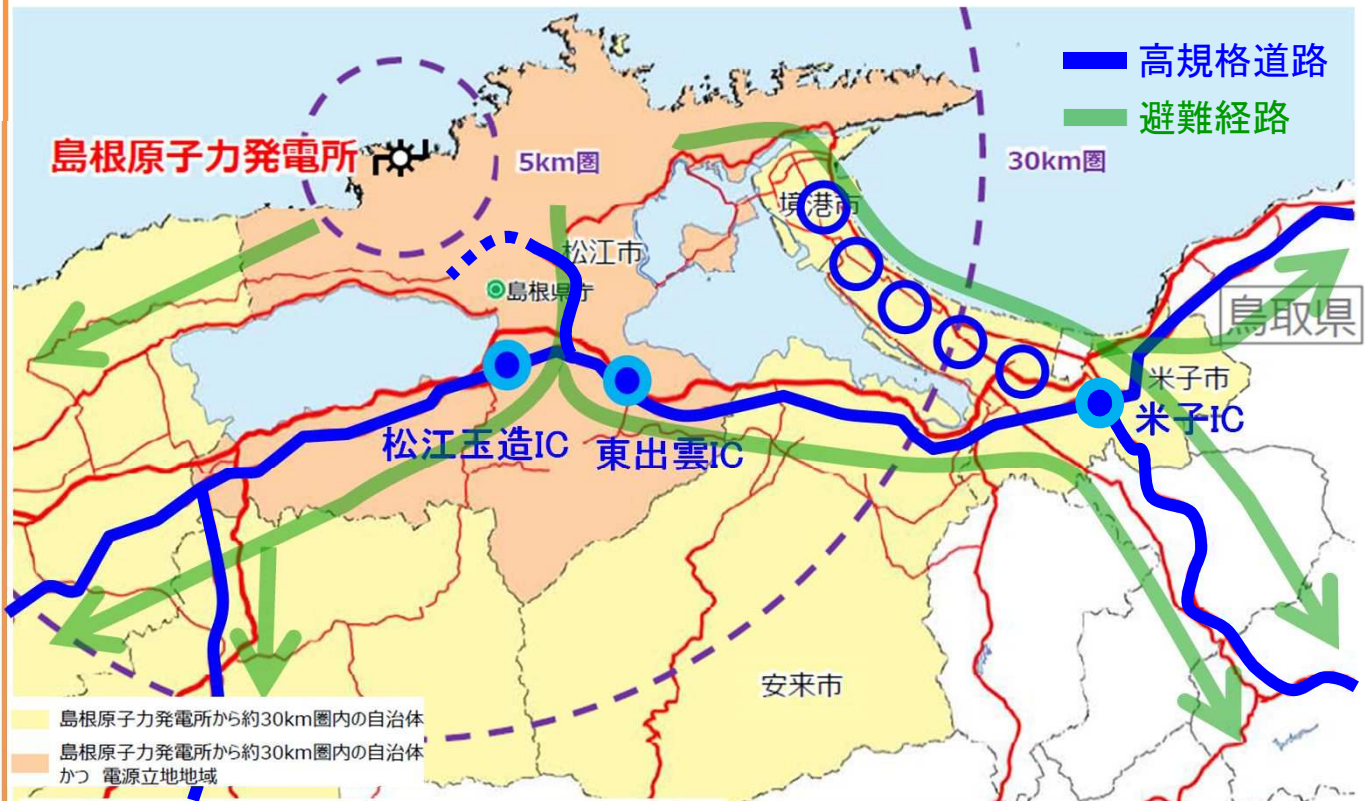 高規格道路
避難経路
島根原子力発電所
5km圏
30km圏
境港市
松江市
島根県庁
鳥取県
米子市
米子IC
松江玉造IC
東出雲IC
安来市
島根原子力発電所から約30km圏内の自治体
島根原子力発電所から約30km圏内の自治体
かつ 電源立地地域